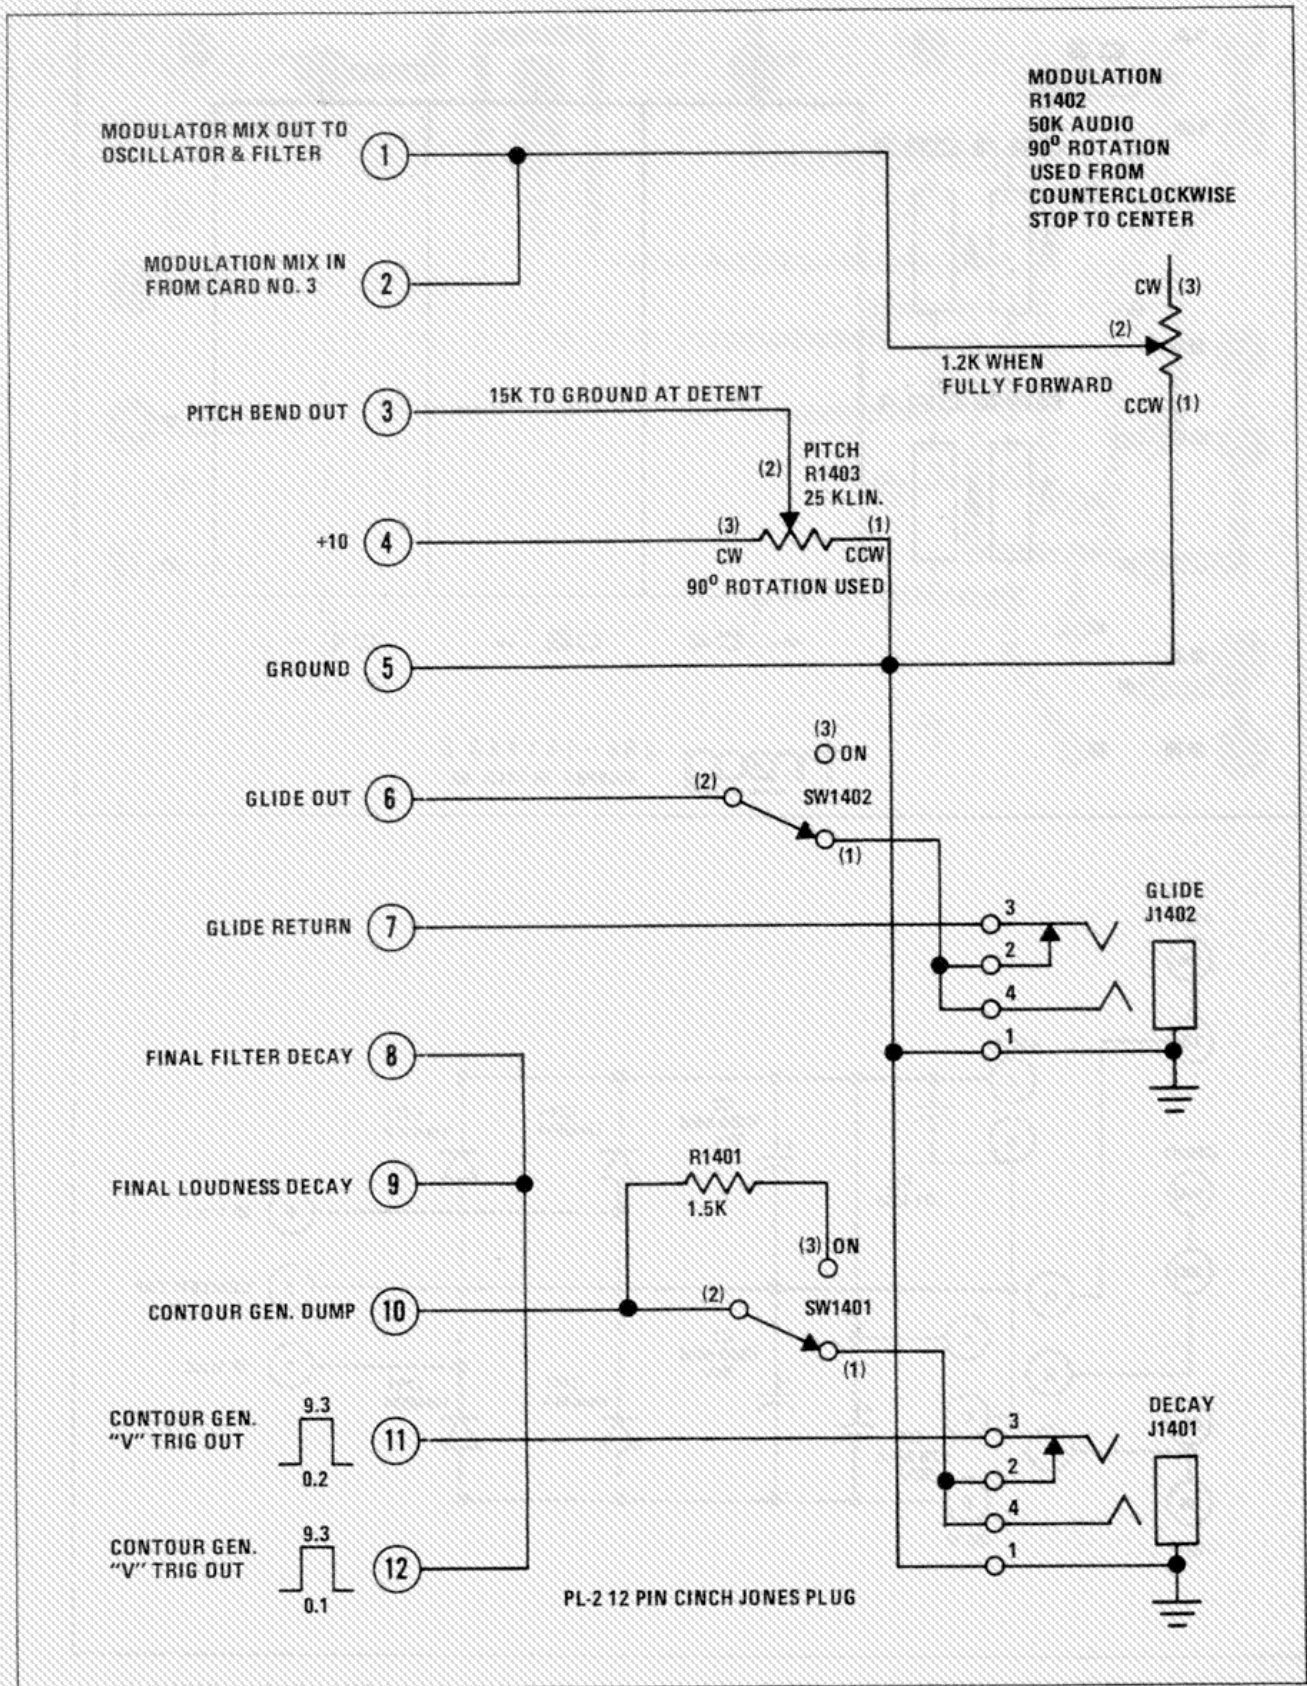 MODULATION
R1402
50K AUDIO
90⁰ ROTATION
USED FROM
COUNTERCLOCKWISE
STOP TO CENTER
MODULATOR MIX OUT TO
OSCILLATOR & FILTER
1
MODULATION MIX IN
FROM CARD NO. 3
2
CW (3)
(2)
1.2K WHEN
FULLY FORWARD
CCW (1)
PITCH BEND OUT
3
15K TO GROUND AT DETENT
PITCH
R1403
25 KLIN.
(2)
+10
4
(3)
CW
(1)
CCW
90⁰ ROTATION USED
GROUND
5
(3)
ON
GLIDE OUT
6
(2)
SW1402
(1)
GLIDE
J1402
GLIDE RETURN
7
3
2
4
1
FINAL FILTER DECAY
8
FINAL LOUDNESS DECAY
9
R1401
1.5K
(3) ON
CONTOUR GEN. DUMP
10
(2)
SW1401
(1)
DECAY
J1401
CONTOUR GEN.
"V" TRIG OUT
9.3
0.2
11
3
2
4
1
CONTOUR GEN.
"V" TRIG OUT
9.3
0.1
12
PL-2 12 PIN CINCH JONES PLUG